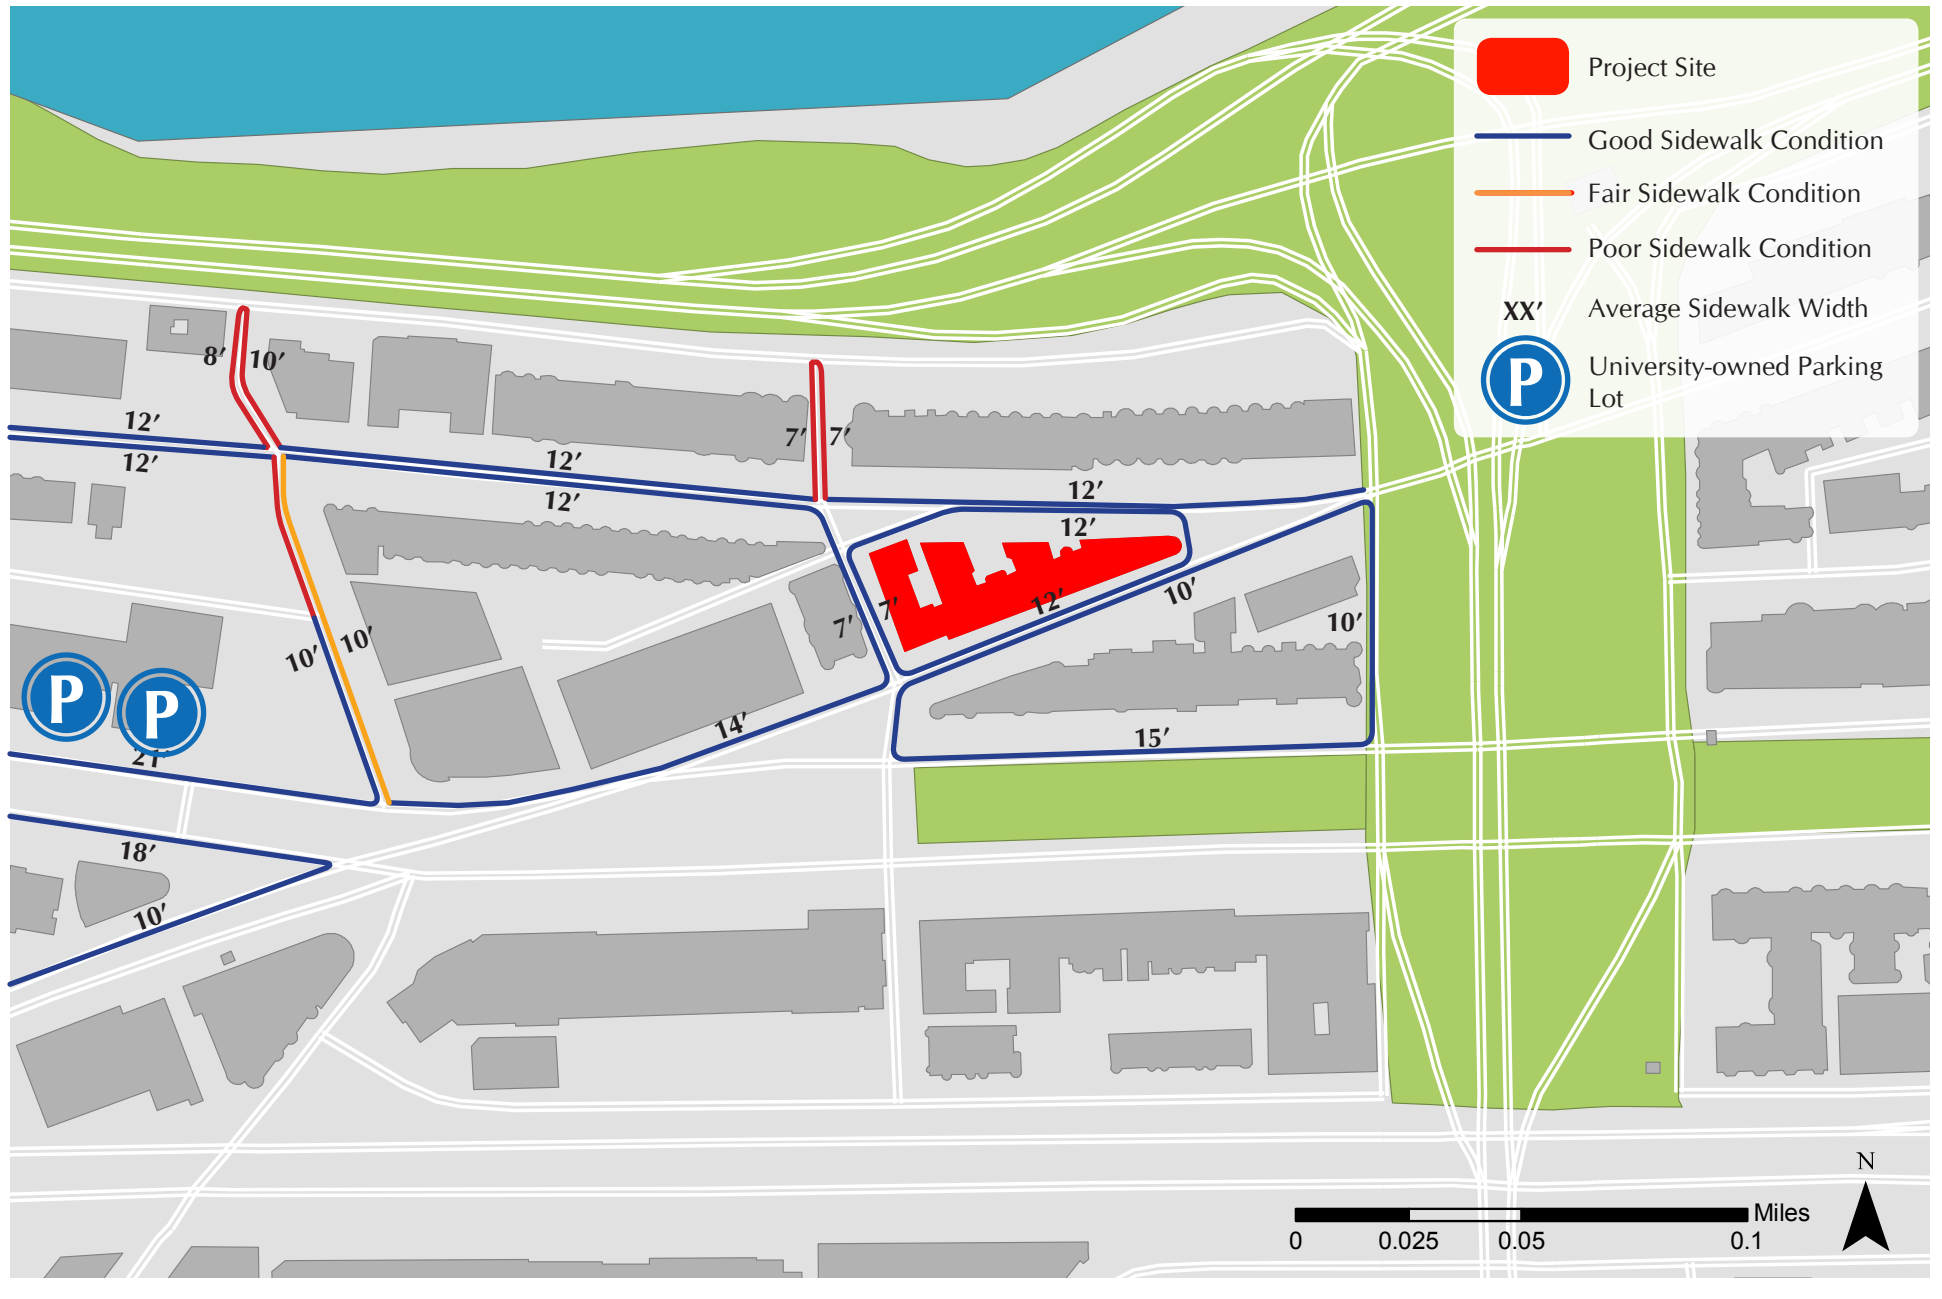 Project Site
Good Sidewalk Condition
Fair Sidewalk Condition
Poor Sidewalk Condition
XX' Average Sidewalk Width
P University-owned Parking
Lot
8' 10'
12'
12'
12'
12'
7' 7'
12'
12'
7'
7'
12'
10'
10'
10' 10'
P P
21'
14'
15'
18'
10'
N
Miles
0 0.025 0.05 0.1